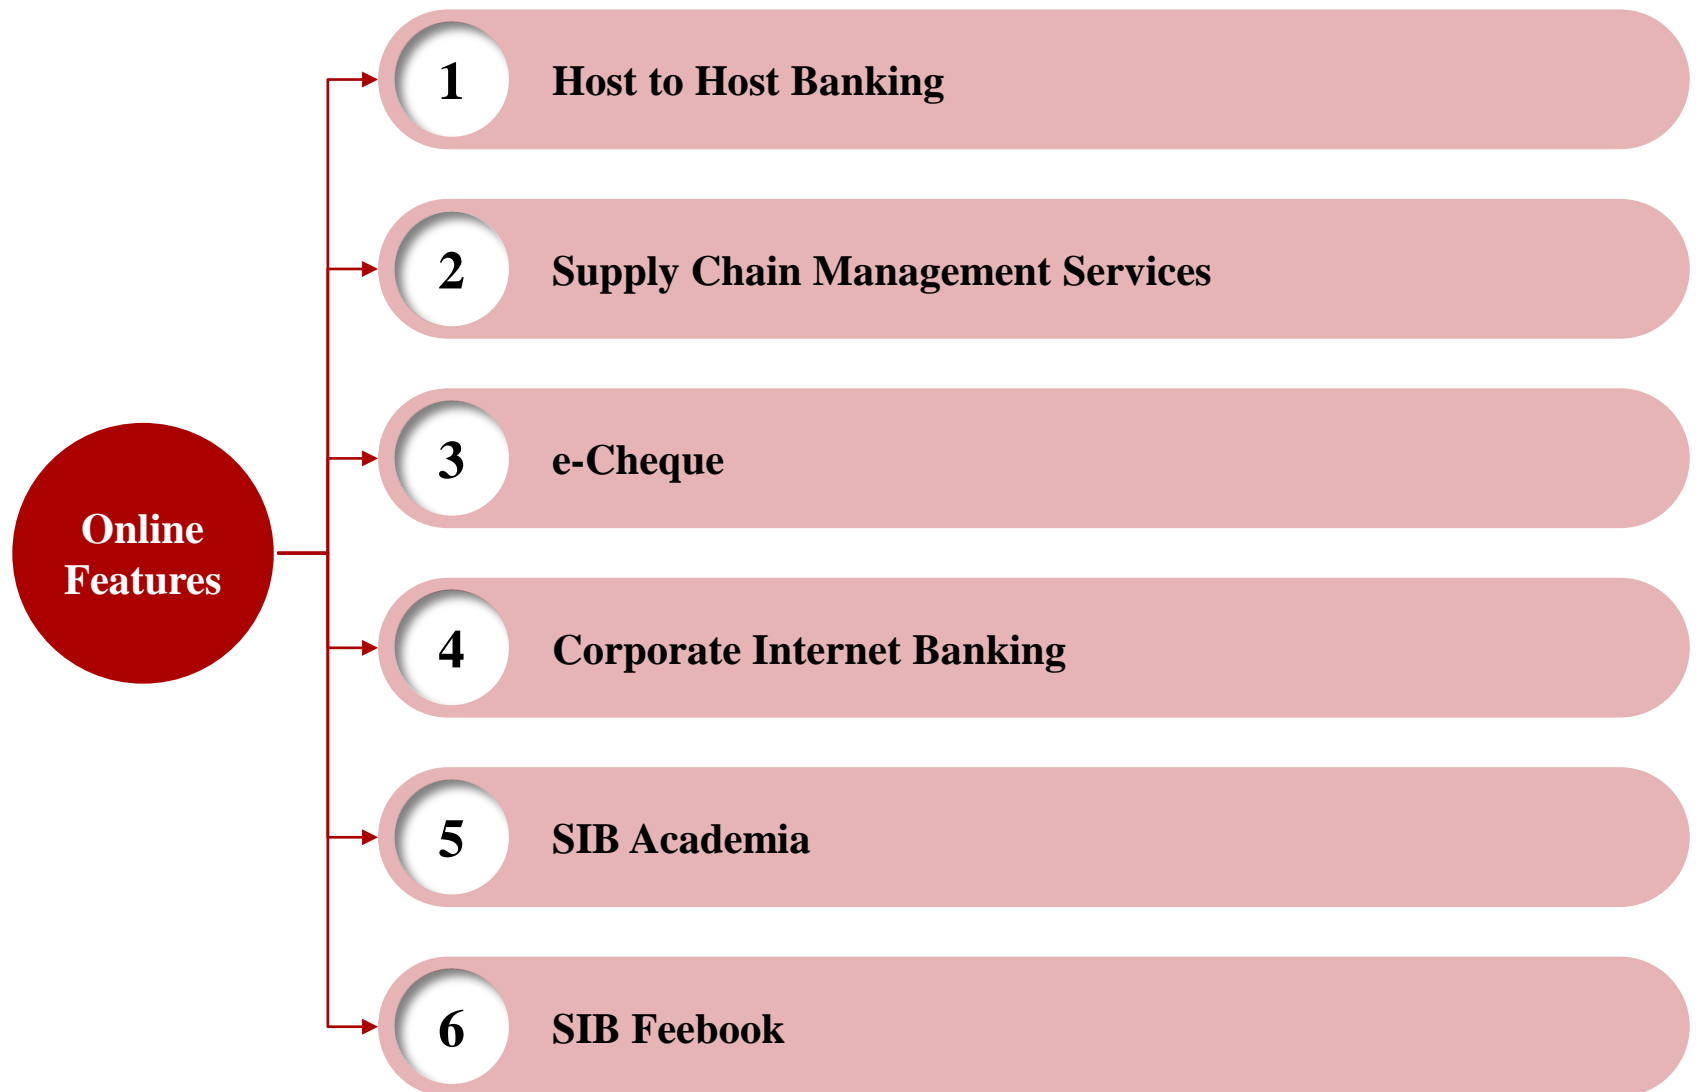 Online
Features
1
Host to Host Banking
2
Supply Chain Management Services
3
e-Cheque
4
Corporate Internet Banking
5
SIB Academia
6
SIB Feebook